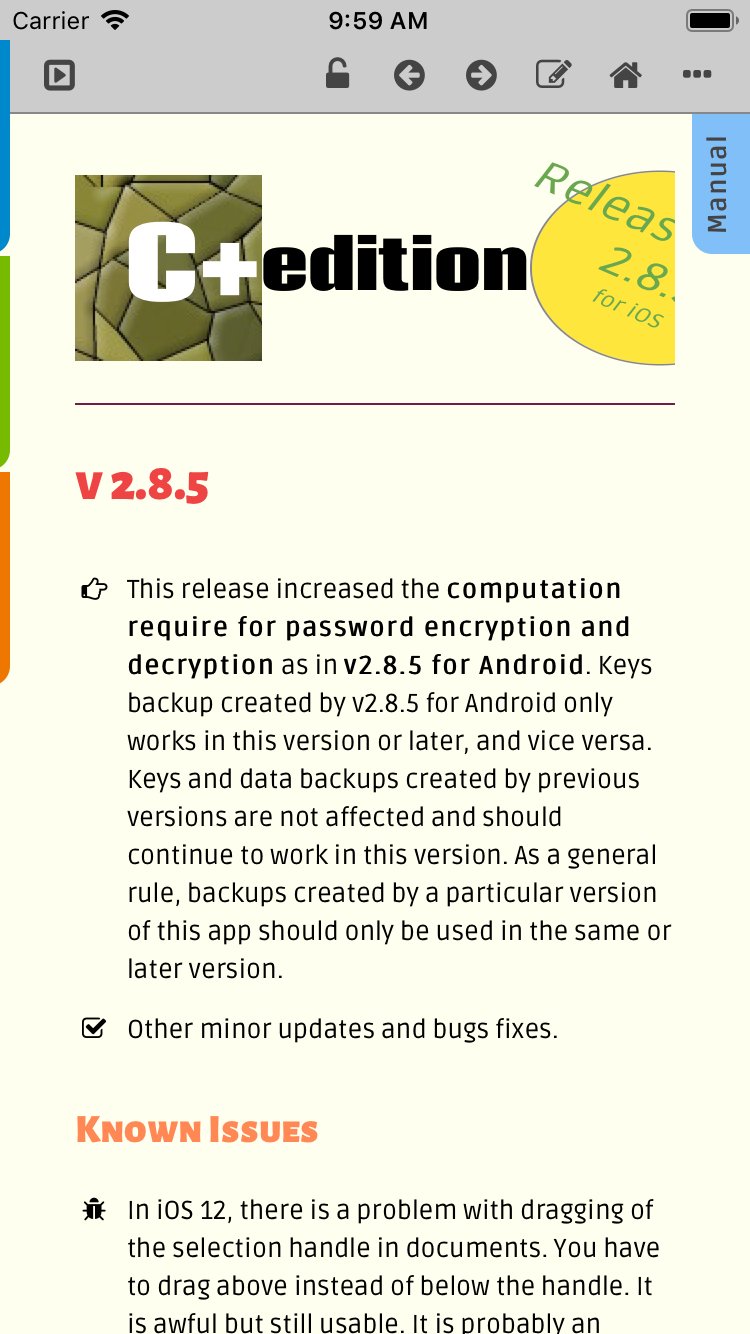 Carrier
9:59 AM
Manual
C+edition
Releas
2.8.
for iOS
V 2.8.5
This release increased the computation
require for password encryption and
decryption as in v2.8.5 for Android. Keys
backup created by v2.8.5 for Android only
works in this version or later, and vice versa.
Keys and data backups created by previous
versions are not affected and should
continue to work in this version. As a general
rule, backups created by a particular version
of this app should only be used in the same or
later version.
Other minor updates and bugs fixes.
Known Issues
In iOS 12, there is a problem with dragging of
the selection handle in documents. You have
to drag above instead of below the handle. It
is awful but still usable. It is probably an